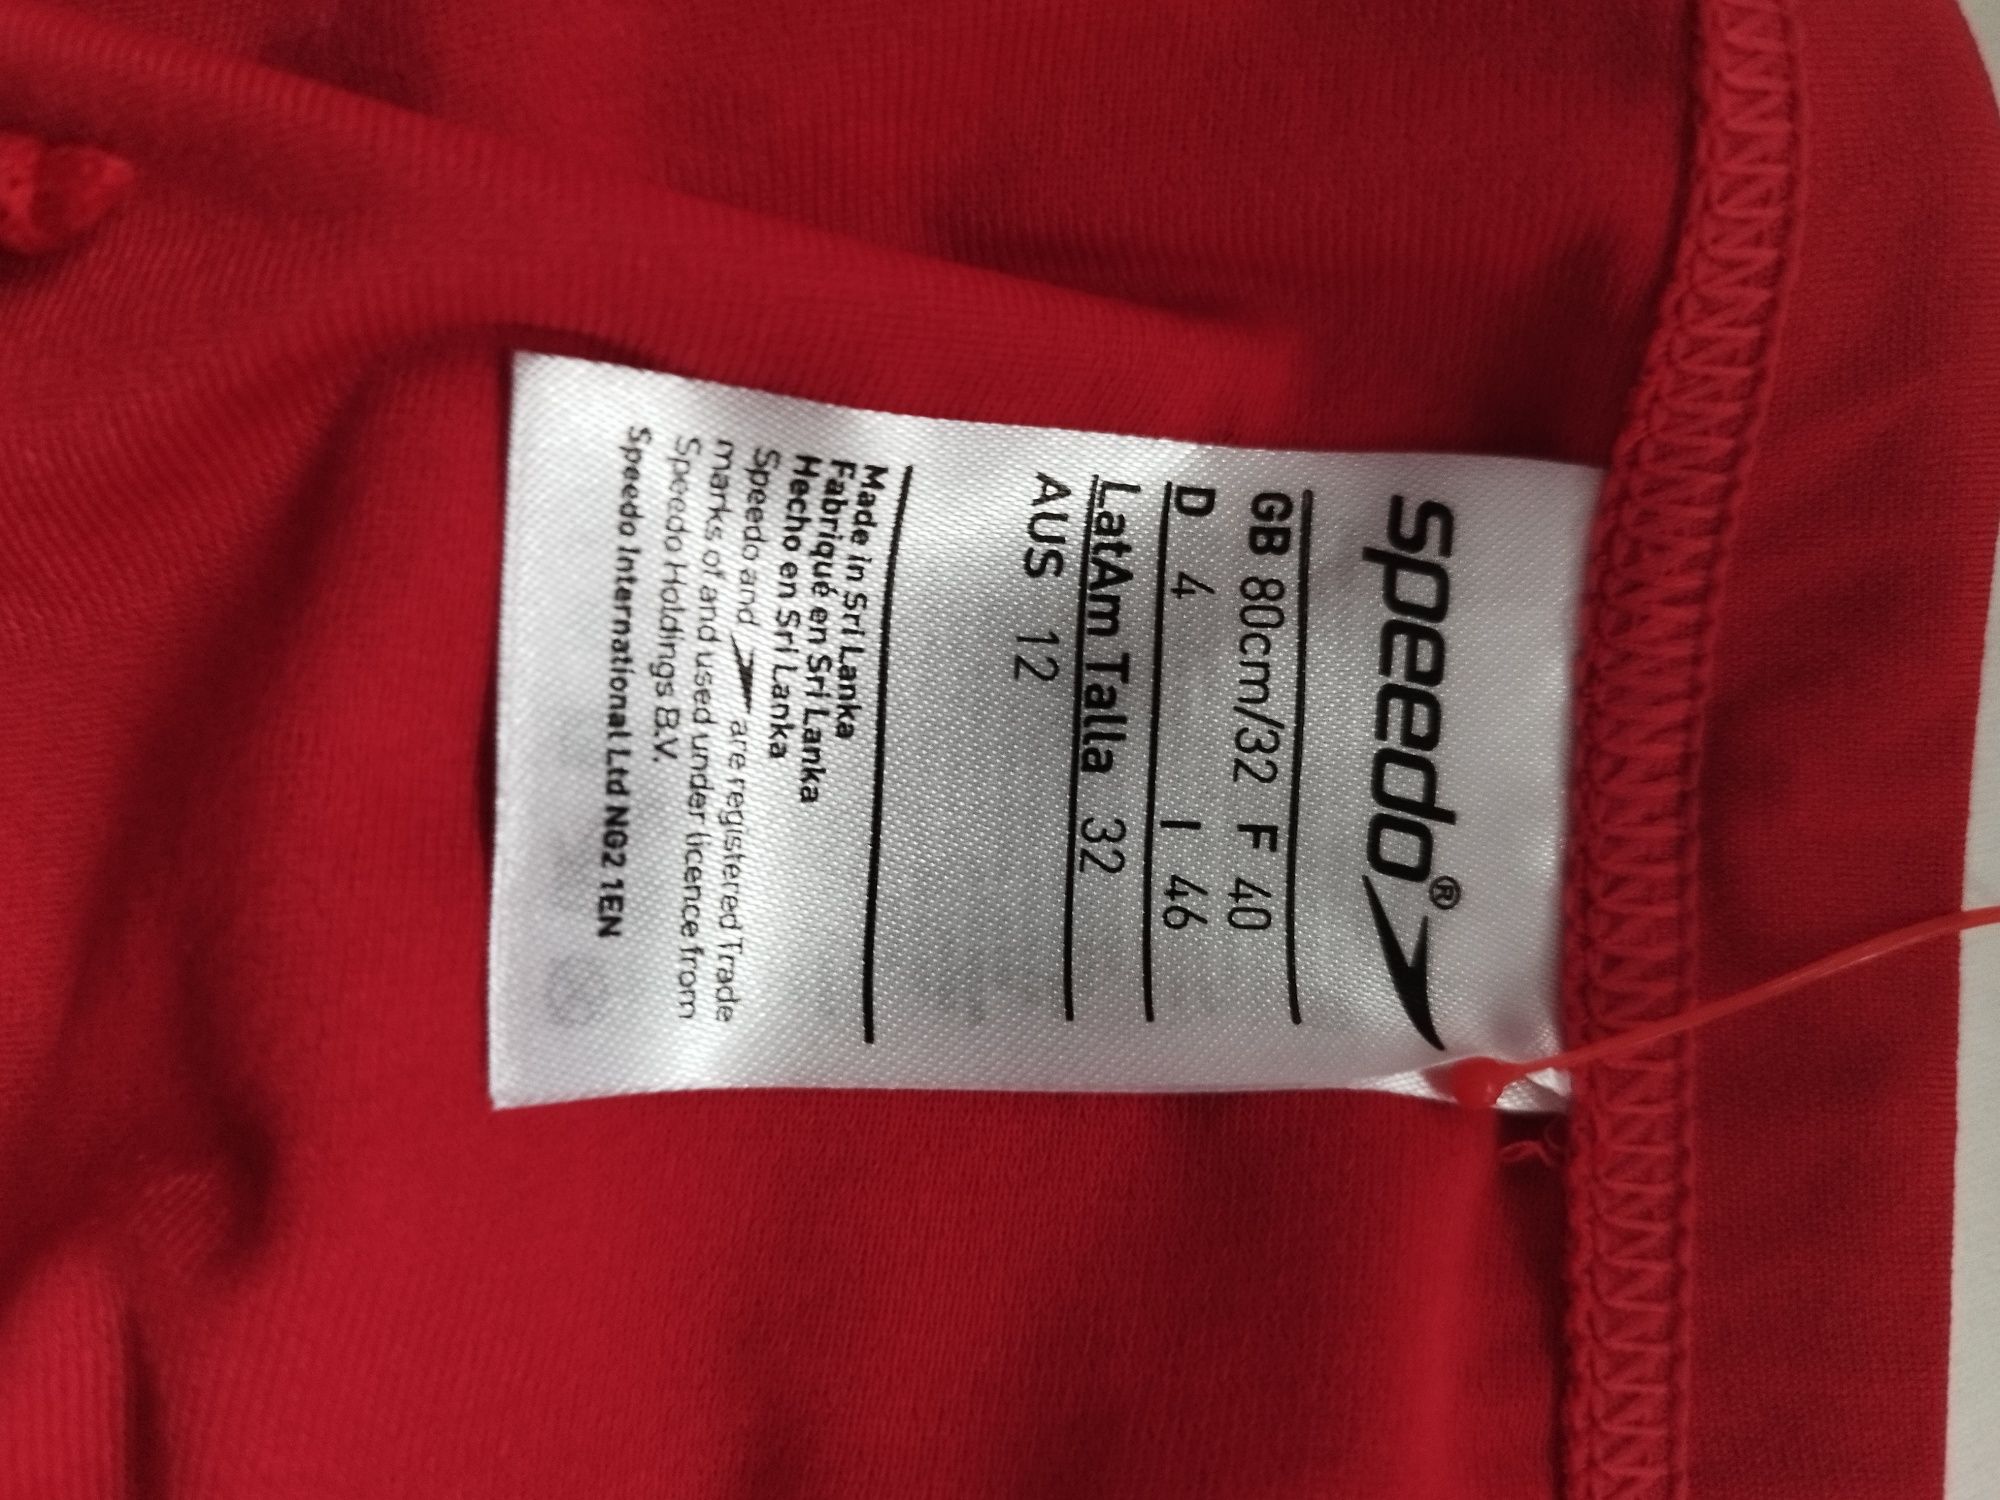 speedo®
GB 80cm/32 F 40
D 4 I 46
LatAm Talla 32
AUS 12
Made in Sri Lanka
Fabriqué en Sri Lanka
Hecho en Sri Lanka
Speedo and are registered Trade
marks of and used under licence from
Speedo Holdings B.V.
Speedo International Ltd NG2 1EN